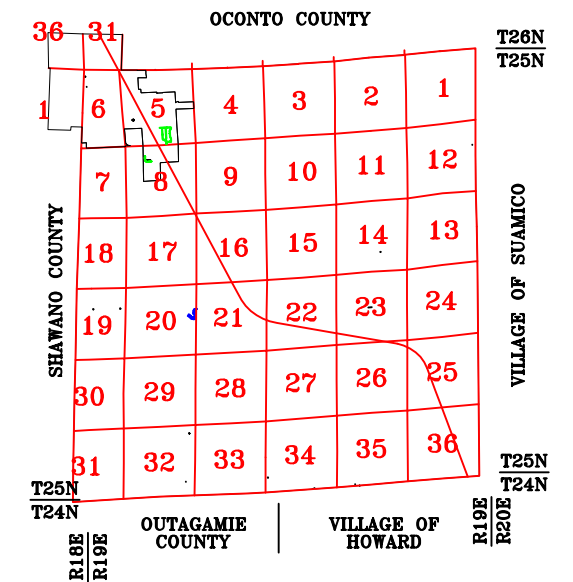 OCONTO COUNTY
36 31
T26N
T25N
1 6 5 4 3 2 1
7 8 9 10 11 12
18 17 16 15 14 13
19 20 21 22 23 24
30 29 28 27 26 25
31 32 33 34 35 36
SHAWANO COUNTY
VILLAGE OF SUAMICO
T25N
T24N
T25N
T24N
R18E
R19E
OUTAGAMIE
COUNTY
VILLAGE OF
HOWARD
R19E
R20E